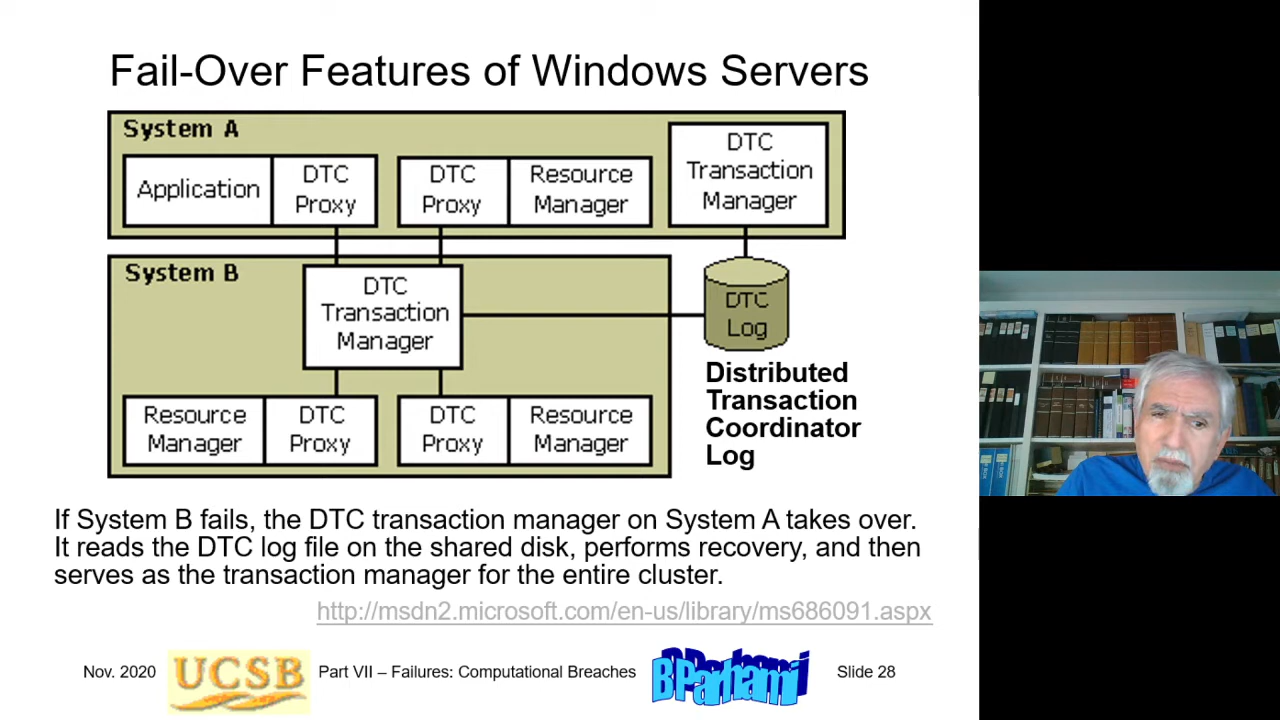 Fail-Over Features of Windows Servers
System A
Application
DTC
Proxy
DTC
Proxy
Resource
Manager
DTC
Transaction
Manager
System B
DTC
Transaction
Manager
DTC
Log
Resource
Manager
DTC
Proxy
DTC
Proxy
Resource
Manager
Distributed
Transaction
Coordinator
Log
If System B fails, the DTC transaction manager on System A takes over.
It reads the DTC log file on the shared disk, performs recovery, and then
serves as the transaction manager for the entire cluster.
http://msdn2.microsoft.com/en-us/library/ms686091.aspx
Nov. 2020
UCSB
Part VII – Failures: Computational Breaches
B Parhami
Slide 28